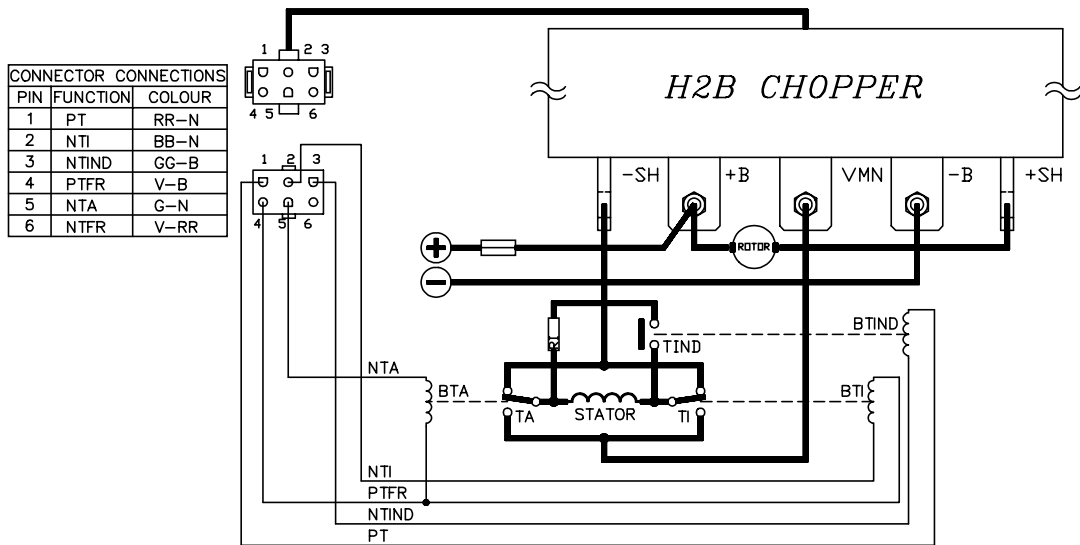 1 2 3
4 5 6
H2B CHOPPER
CONNECTOR CONNECTIONS
PIN FUNCTION COLOUR
1 PT RR-N
2 NTI BB-N
3 NTIND GG-B
4 PTFR V-B
5 NTA G-N
6 NTFR V-RR
1 2 3
4 5 6
-SH +B VMN -B +SH
+
ROTOR
-
R
TIND
BTIND
NTA
BTA
TA
STATOR
TI
BTI
NTI
PTFR
NTIND
PT